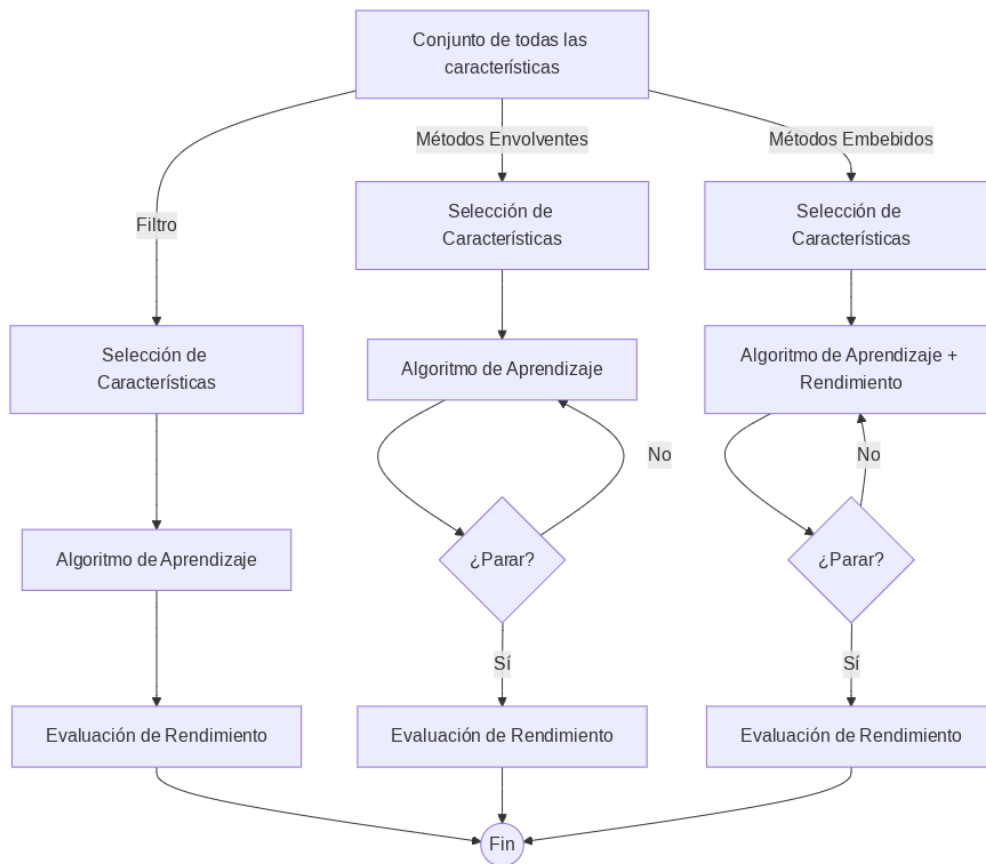 Conjunto de todas las
características
Métodos Envolventes
Métodos Embebidos
Filtro
Selección de
Características
Selección de
Características
Selección de
Características
Algoritmo de Aprendizaje
Algoritmo de Aprendizaje +
Rendimiento
No
No
Algoritmo de Aprendizaje
¿Parar?
¿Parar?
Sí
Sí
Evaluación de Rendimiento
Evaluación de Rendimiento
Evaluación de Rendimiento
Fin